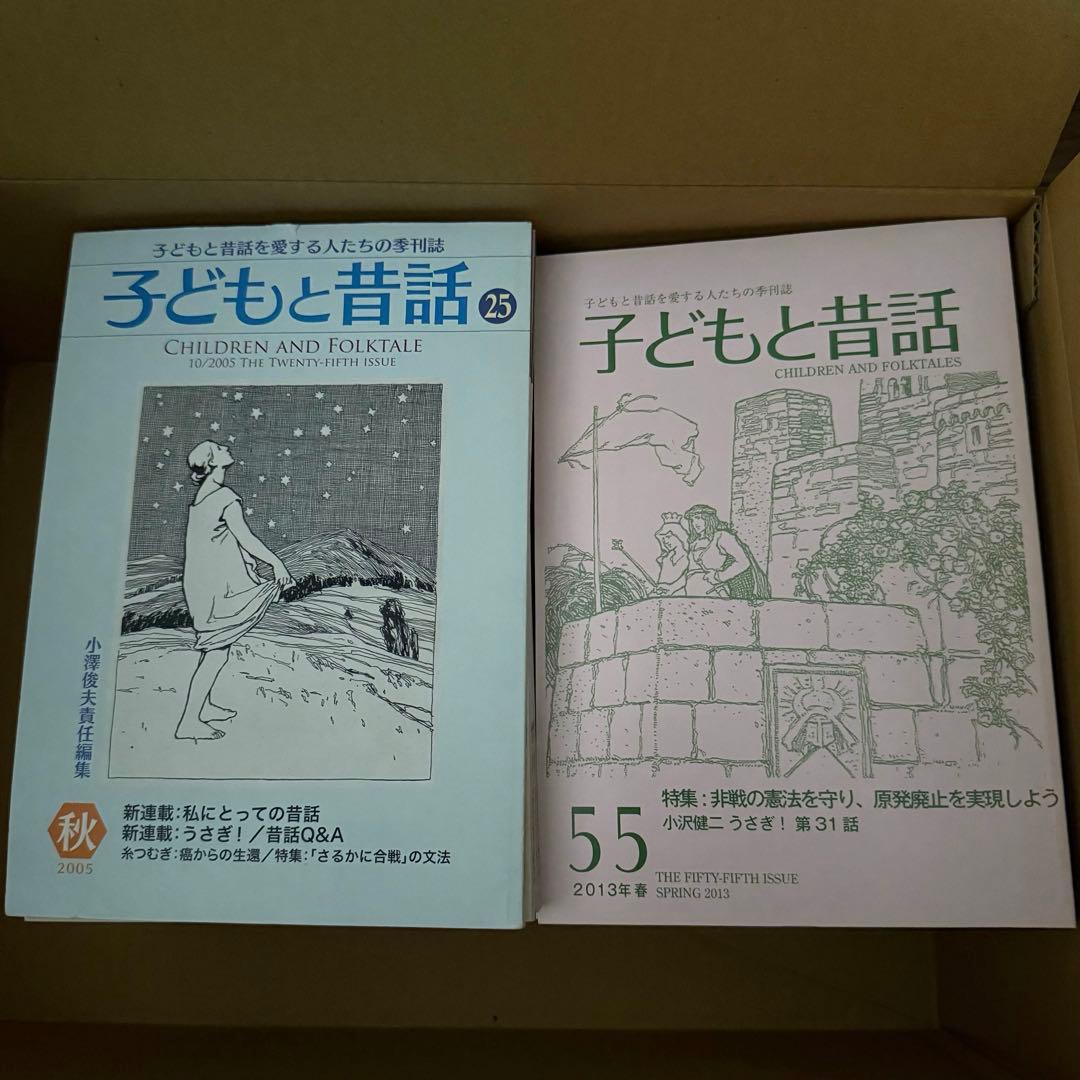 子どもと昔話を愛する人たちの季刊誌
子どもと昔話 25
CHILDREN AND FOLKTALE
10/2005 THE TWENTY-FIFTH ISSUE
小澤俊夫責任編集
秋
2005
新連載:私にとっての昔話
新連載:うさぎ!/昔話Q&A
糸つむぎ:癌からの生還/特集:「さるかに合戦」の文法
子どもと昔話を愛する人たちの季刊誌
子どもと昔話
CHILDREN AND FOLKTALES
特集:非戦の憲法を守り、原発廃止を実現しよう
小沢健二 うさぎ! 第31話
55
2013年 春
THE FIFTY-FIFTH ISSUE
SPRING 2013